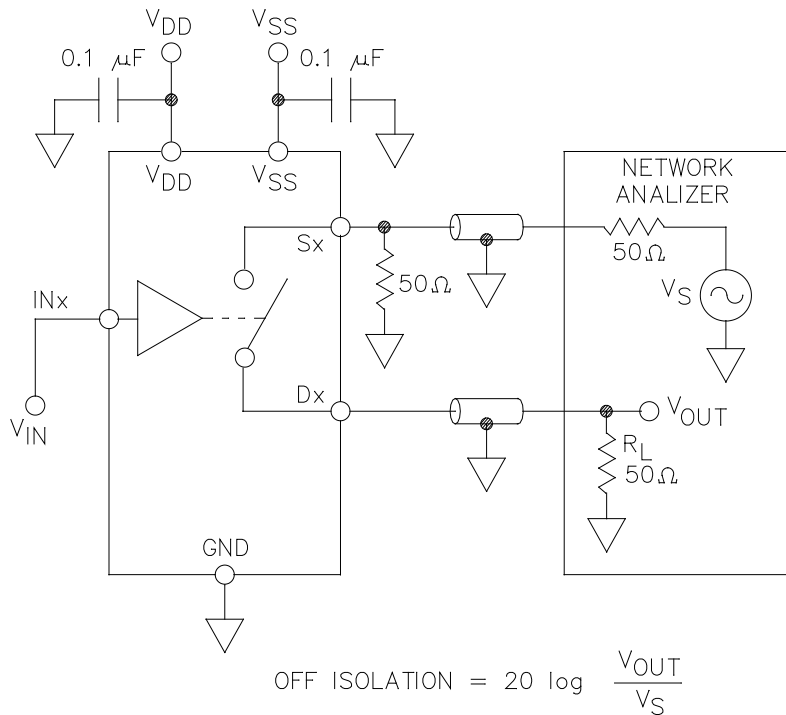 VDD
VSS
0.1 μF
0.1 μF
VDD
VSS
NETWORK
ANALIZER
Sx
50Ω
50Ω
VS
INx
VIN
Dx
VOUT
RL
50Ω
GND
OFF ISOLATION = 20 log VOUT
VS